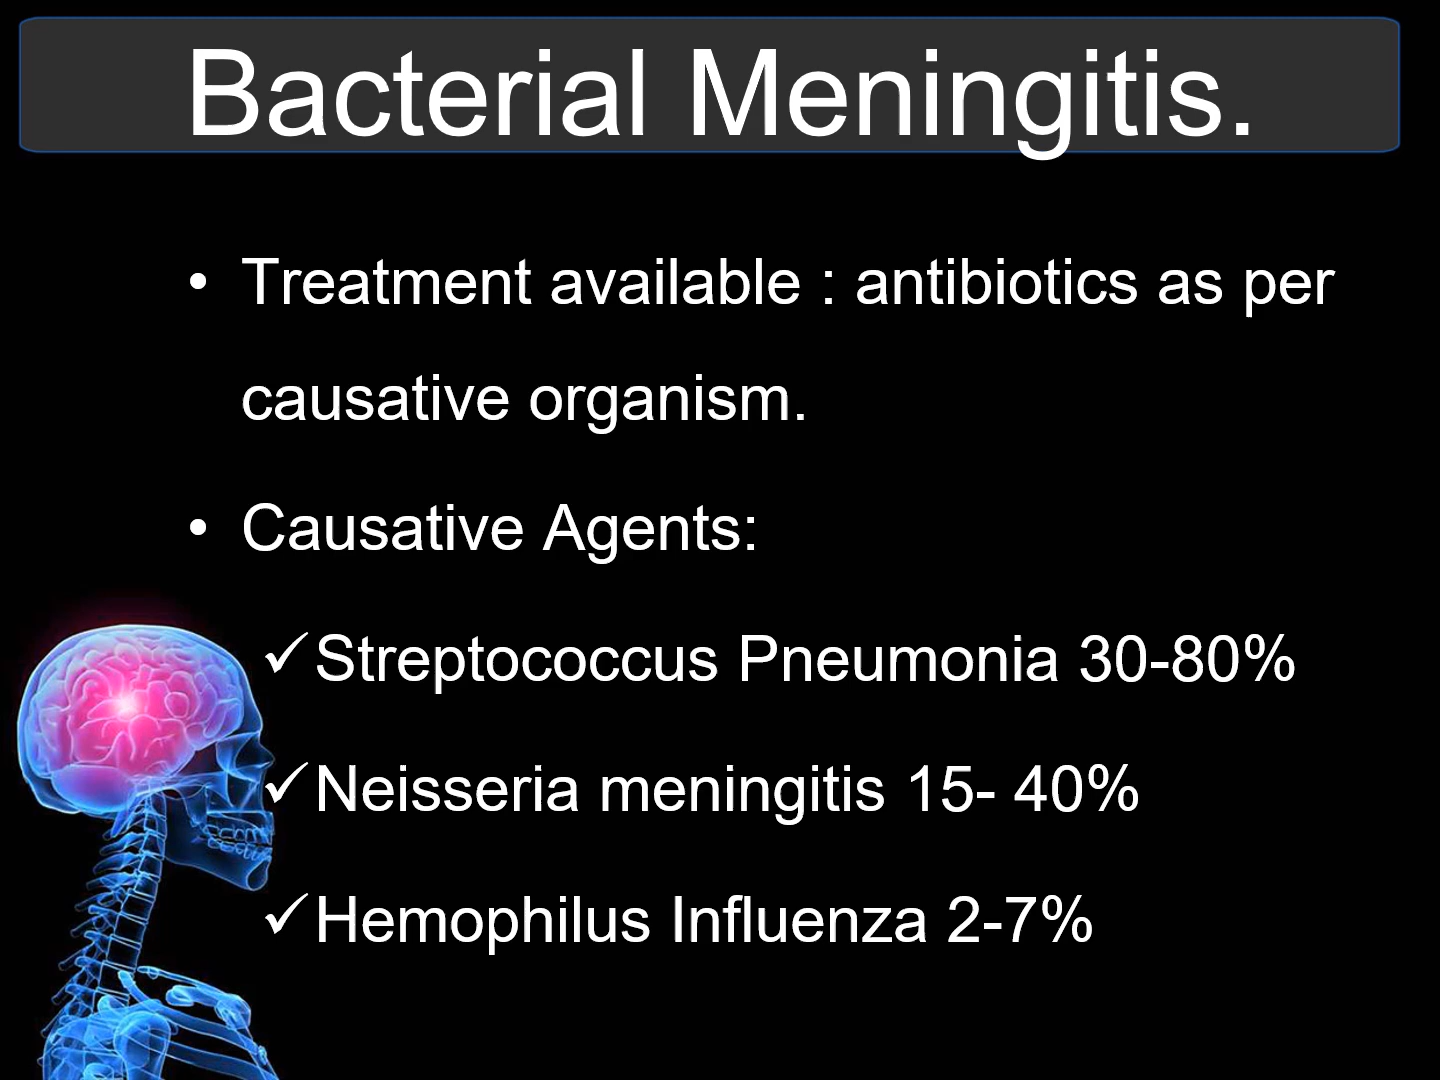 Bacterial Meningitis.
• Treatment available : antibiotics as per
causative organism.
• Causative Agents:
✓Streptococcus Pneumonia 30-80%
✓Neisseria meningitis 15- 40%
✓Hemophilus Influenza 2-7%